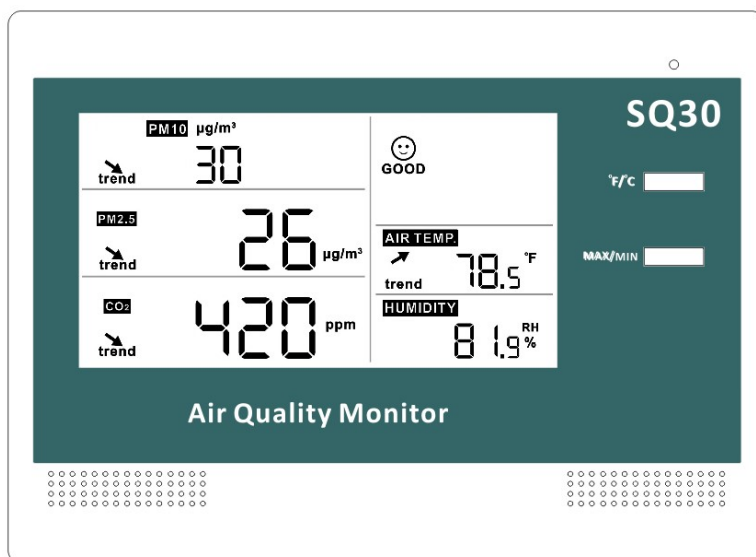 SQ30
PM10 µg/m³
trend 30
GOOD
°F/°C
PM2.5
trend 26 µg/m³
AIR TEMP.
trend 78.5 °F
MAX/MIN
CO₂
trend 420 ppm
HUMIDITY
81.9 RH %
Air Quality Monitor